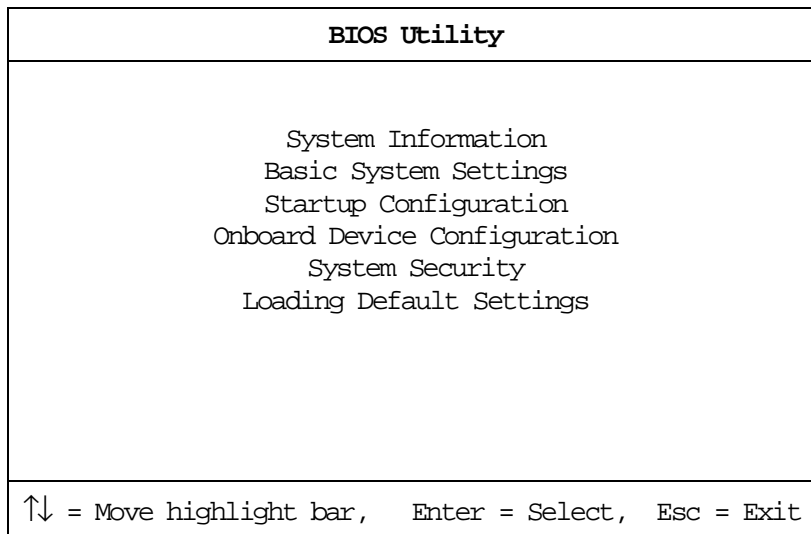 BIOS Utility
System Information
Basic System Settings
Startup Configuration
Onboard Device Configuration
System Security
Loading Default Settings
↑↓ = Move highlight bar, Enter = Select, Esc = Exit